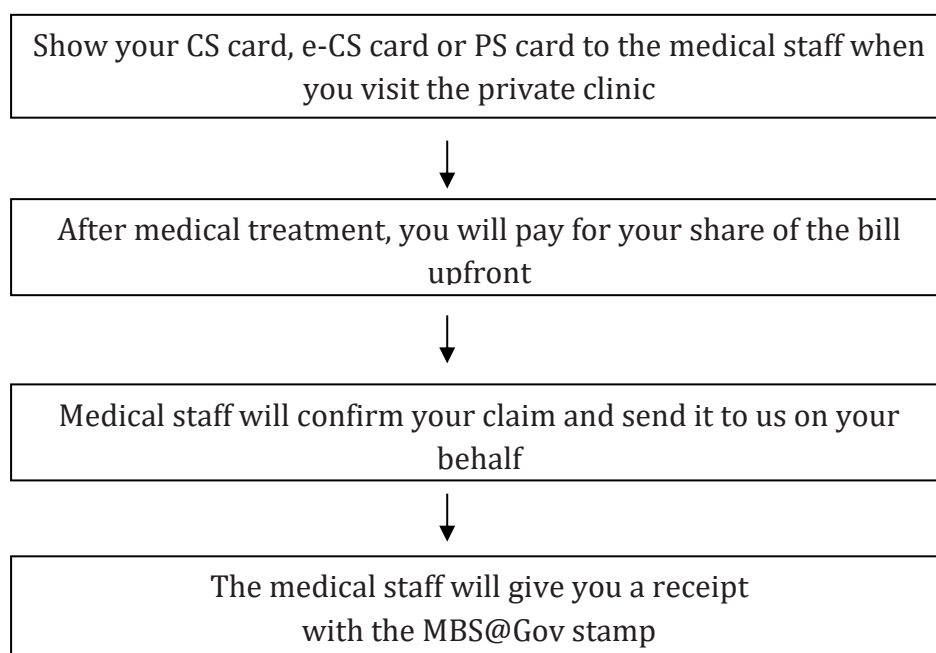 Show your CS card, e-CS card or PS card to the medical staff when
you visit the private clinic
After medical treatment, you will pay for your share of the bill
upfront
Medical staff will confirm your claim and send it to us on your
behalf
The medical staff will give you a receipt
with the MBS@Gov stamp